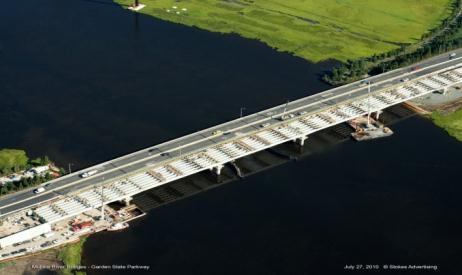 Mullica River Bridges - Garden State Parkway
July 27, 2010 © Stokes Advertising